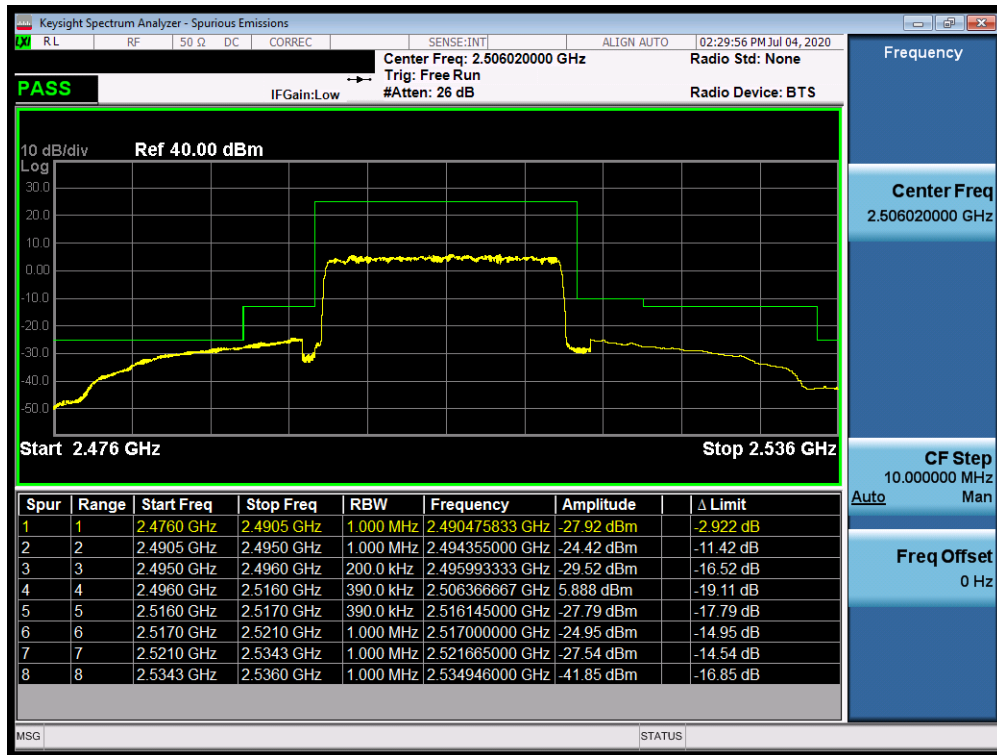 Keysight Spectrum Analyzer - Spurious Emissions
LXI RL RF 50 Ω DC CORREC SENSE:INT ALIGN AUTO 02:29:56 PM Jul 04, 2020
Center Freq: 2.506020000 GHz Radio Std: None
Trig: Free Run
PASS IFGain:Low #Atten: 26 dB Radio Device: BTS
10 dB/div Ref 40.00 dBm
Log
30.0
20.0
10.0
0.00
-10.0
-20.0
-30.0
-40.0
-50.0
Start 2.476 GHz Stop 2.536 GHz
Spur Range Start Freq Stop Freq RBW Frequency Amplitude Δ Limit
1 1 2.4760 GHz 2.4905 GHz 1.000 MHz 2.490475833 GHz -27.92 dBm -2.922 dB
2 2 2.4905 GHz 2.4950 GHz 1.000 MHz 2.494355000 GHz -24.42 dBm -11.42 dB
3 3 2.4950 GHz 2.4960 GHz 200.0 kHz 2.495993333 GHz -29.52 dBm -16.52 dB
4 4 2.4960 GHz 2.5160 GHz 390.0 kHz 2.506366667 GHz 5.888 dBm -19.11 dB
5 5 2.5160 GHz 2.5170 GHz 390.0 kHz 2.516145000 GHz -27.79 dBm -17.79 dB
6 6 2.5170 GHz 2.5210 GHz 1.000 MHz 2.517000000 GHz -24.95 dBm -14.95 dB
7 7 2.5210 GHz 2.5343 GHz 1.000 MHz 2.521665000 GHz -27.54 dBm -14.54 dB
8 8 2.5343 GHz 2.5360 GHz 1.000 MHz 2.534946000 GHz -41.85 dBm -16.85 dB
MSG STATUS
Frequency
Center Freq
2.506020000 GHz
CF Step
10.000000 MHz
Auto Man
Freq Offset
0 Hz